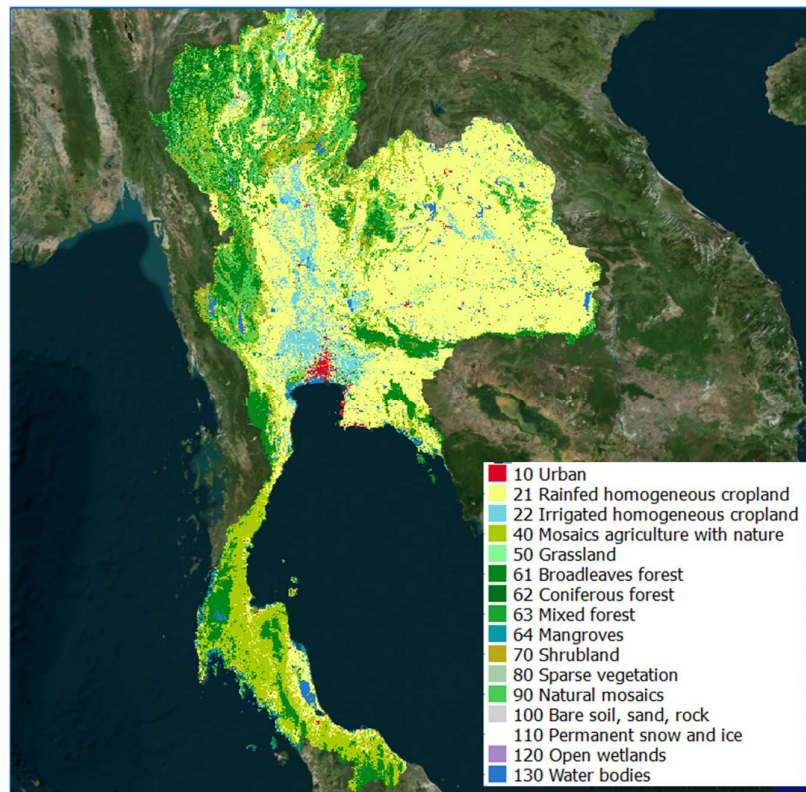 10 Urban
21 Rainfed homogeneous cropland
22 Irrigated homogeneous cropland
40 Mosaics agriculture with nature
50 Grassland
61 Broadleaves forest
62 Coniferous forest
63 Mixed forest
64 Mangroves
70 Shrubland
80 Sparse vegetation
90 Natural mosaics
100 Bare soil, sand, rock
110 Permanent snow and ice
120 Open wetlands
130 Water bodies